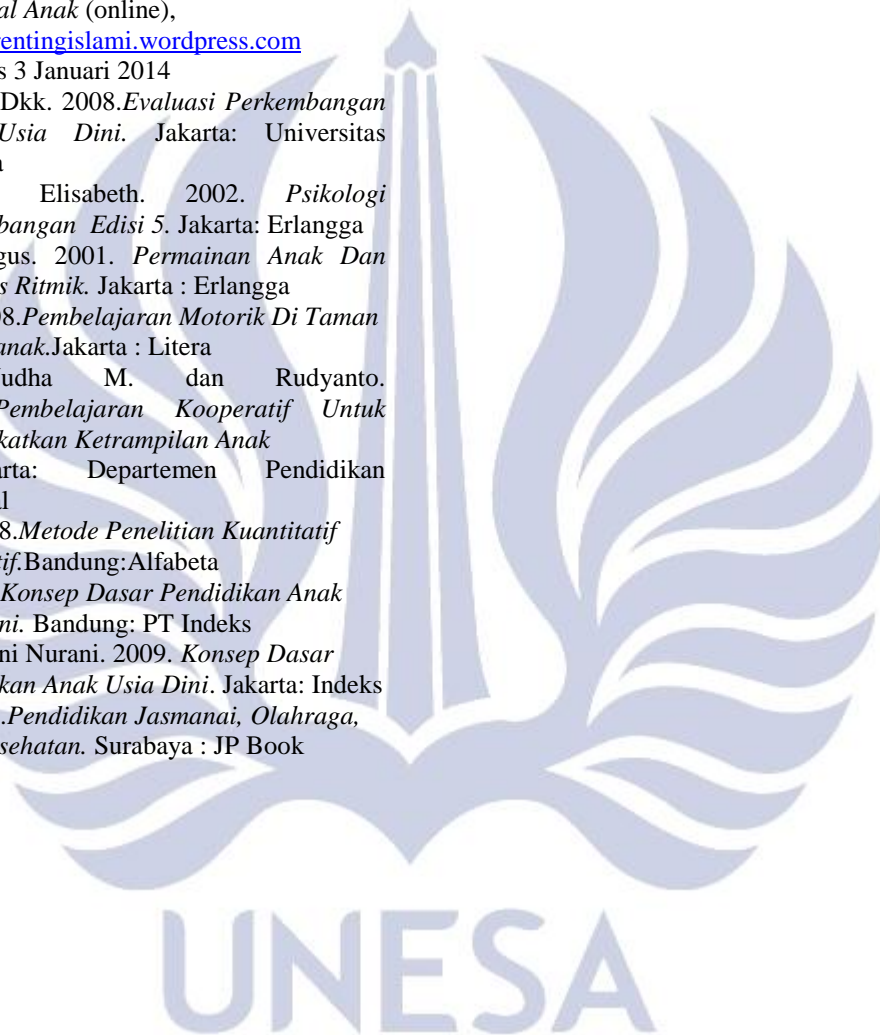 al Anak (online),
rentingislami.wordpress.com
s 3 Januari 2014
Dkk. 2008.Evaluasi Perkembangan
Usia Dini. Jakarta: Universitas
a
Elisabeth. 2002. Psikologi
bangan Edisi 5. Jakarta: Erlangga
gus. 2001. Permainan Anak Dan
s Ritmik. Jakarta : Erlangga
08.Pembelajaran Motorik Di Taman
anak.Jakarta : Litera
udha M. dan Rudyanto.
Pembelajaran Kooperatif Untuk
katkan Ketrampilan Anak
arta: Departemen Pendidikan
al
8.Metode Penelitian Kuantitatif
tif.Bandung:Alfabeta
Konsep Dasar Pendidikan Anak
ni. Bandung: PT Indeks
ni Nurani. 2009. Konsep Dasar
kan Anak Usia Dini. Jakarta: Indeks
.Pendidikan Jasmanai, Olahraga,
sehatan. Surabaya : JP Book
UNESA